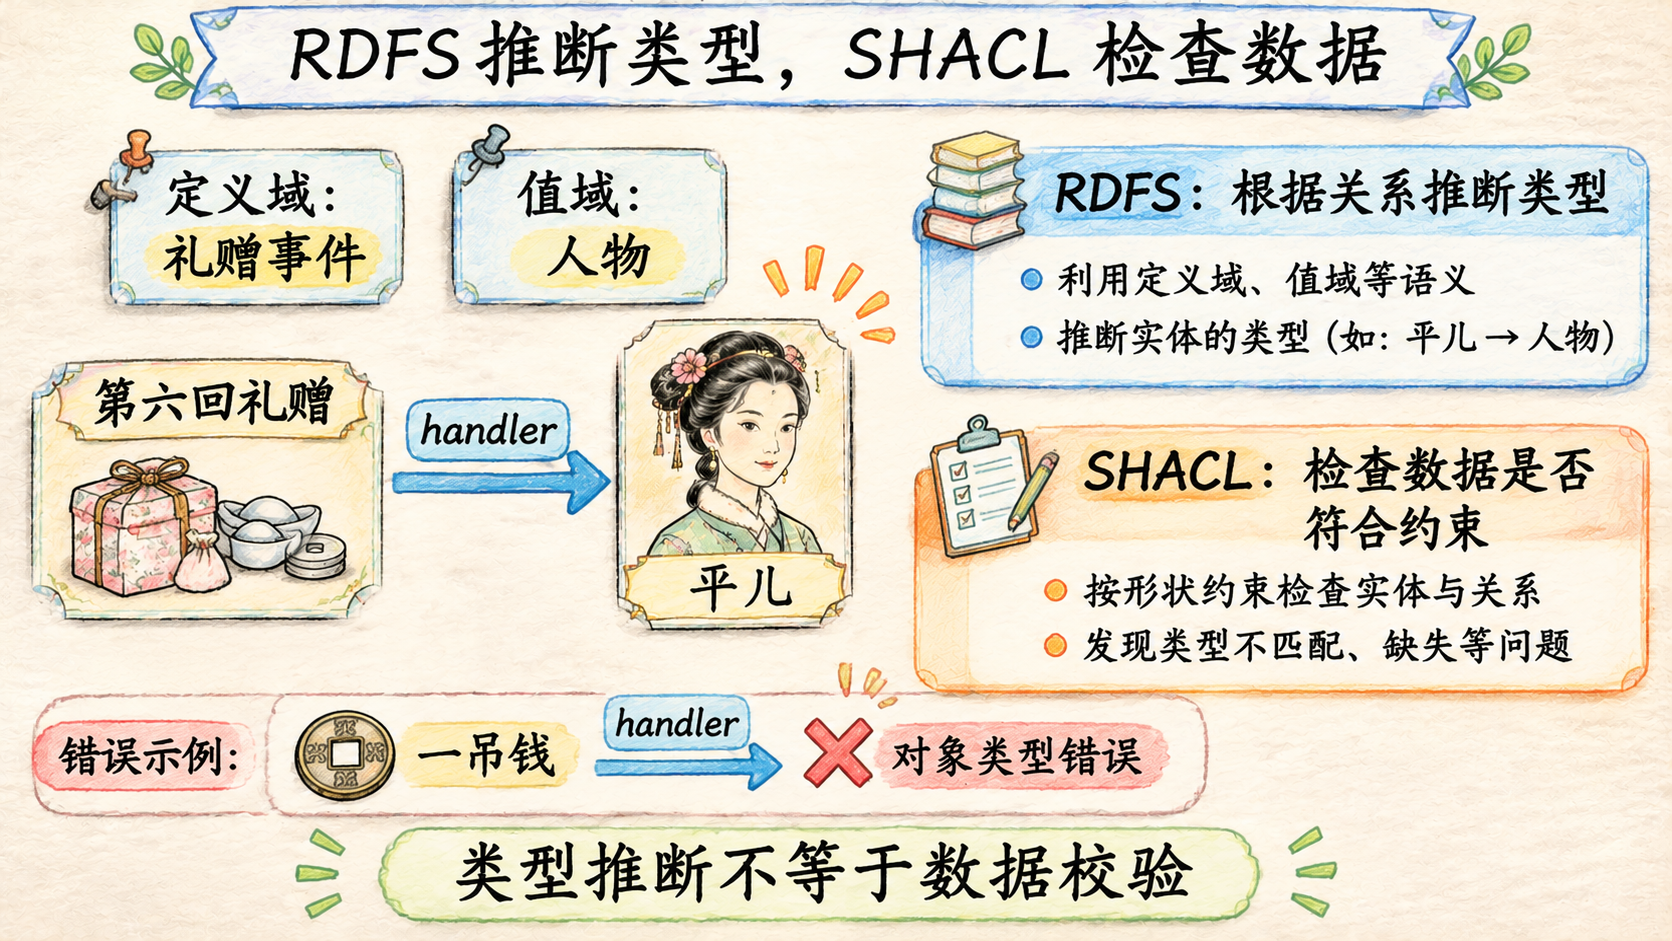 RDFS 推断类型，SHACL 检查数据
定义域：
礼赠事件
值域：
人物
第六回礼赠
handler
平儿
RDFS：根据关系推断类型
利用定义域、值域等语义
推断实体的类型（如：平儿→人物）
SHACL：检查数据是否
符合约束
按形状约束检查实体与关系
发现类型不匹配、缺失等问题
错误示例：
一吊钱
handler
对象类型错误
类型推断不等于数据校验